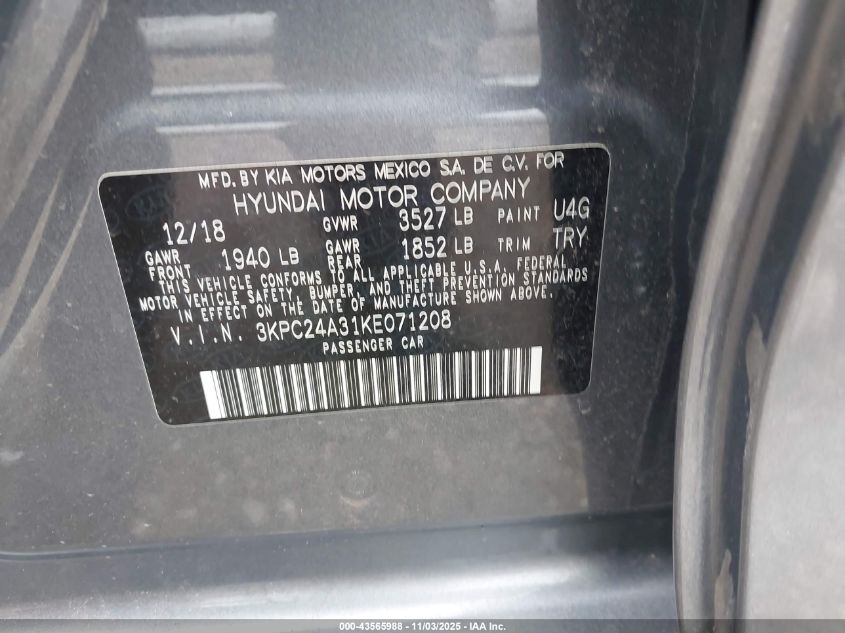 MFD. BY KIA MOTORS MEXICO S.A. DE C.V. FOR
HYUNDAI MOTOR COMPANY
12/18 GVWR 3527 LB PAINT U4G
GAWR FRONT 1940 LB GAWR REAR 1852 LB TRIM TRY
THIS VEHICLE CONFORMS TO ALL APPLICABLE U.S.A. FEDERAL
MOTOR VEHICLE SAFETY, BUMPER, AND THEFT PREVENTION STANDARDS
IN EFFECT ON THE DATE OF MANUFACTURE SHOWN ABOVE.
V.I.N. 3KPC24A31KE071208
PASSENGER CAR
000-43565988 - 11/03/2025 - IAA Inc.